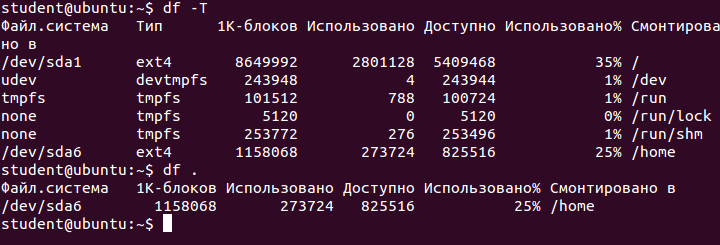 student@ubuntu:~$ df -T
Файл.система   Тип      1K-блоков Использовано Доступно Использовано% Смонтирова
но в
/dev/sda1      ext4       8649992      2801128  5409468           35% /
udev           devtmpfs    243948            4   243944            1% /dev
tmpfs          tmpfs       101512          788   100724            1% /run
none           tmpfs         5120            0     5120            0% /run/lock
none           tmpfs       253772          276   253496            1% /run/shm
/dev/sda6      ext4       1158068       273724   825516           25% /home
student@ubuntu:~$ df .
Файл.система  1K-блоков Использовано Доступно Использовано% Смонтировано в
/dev/sda6       1158068       273724   825516           25% /home
student@ubuntu:~$